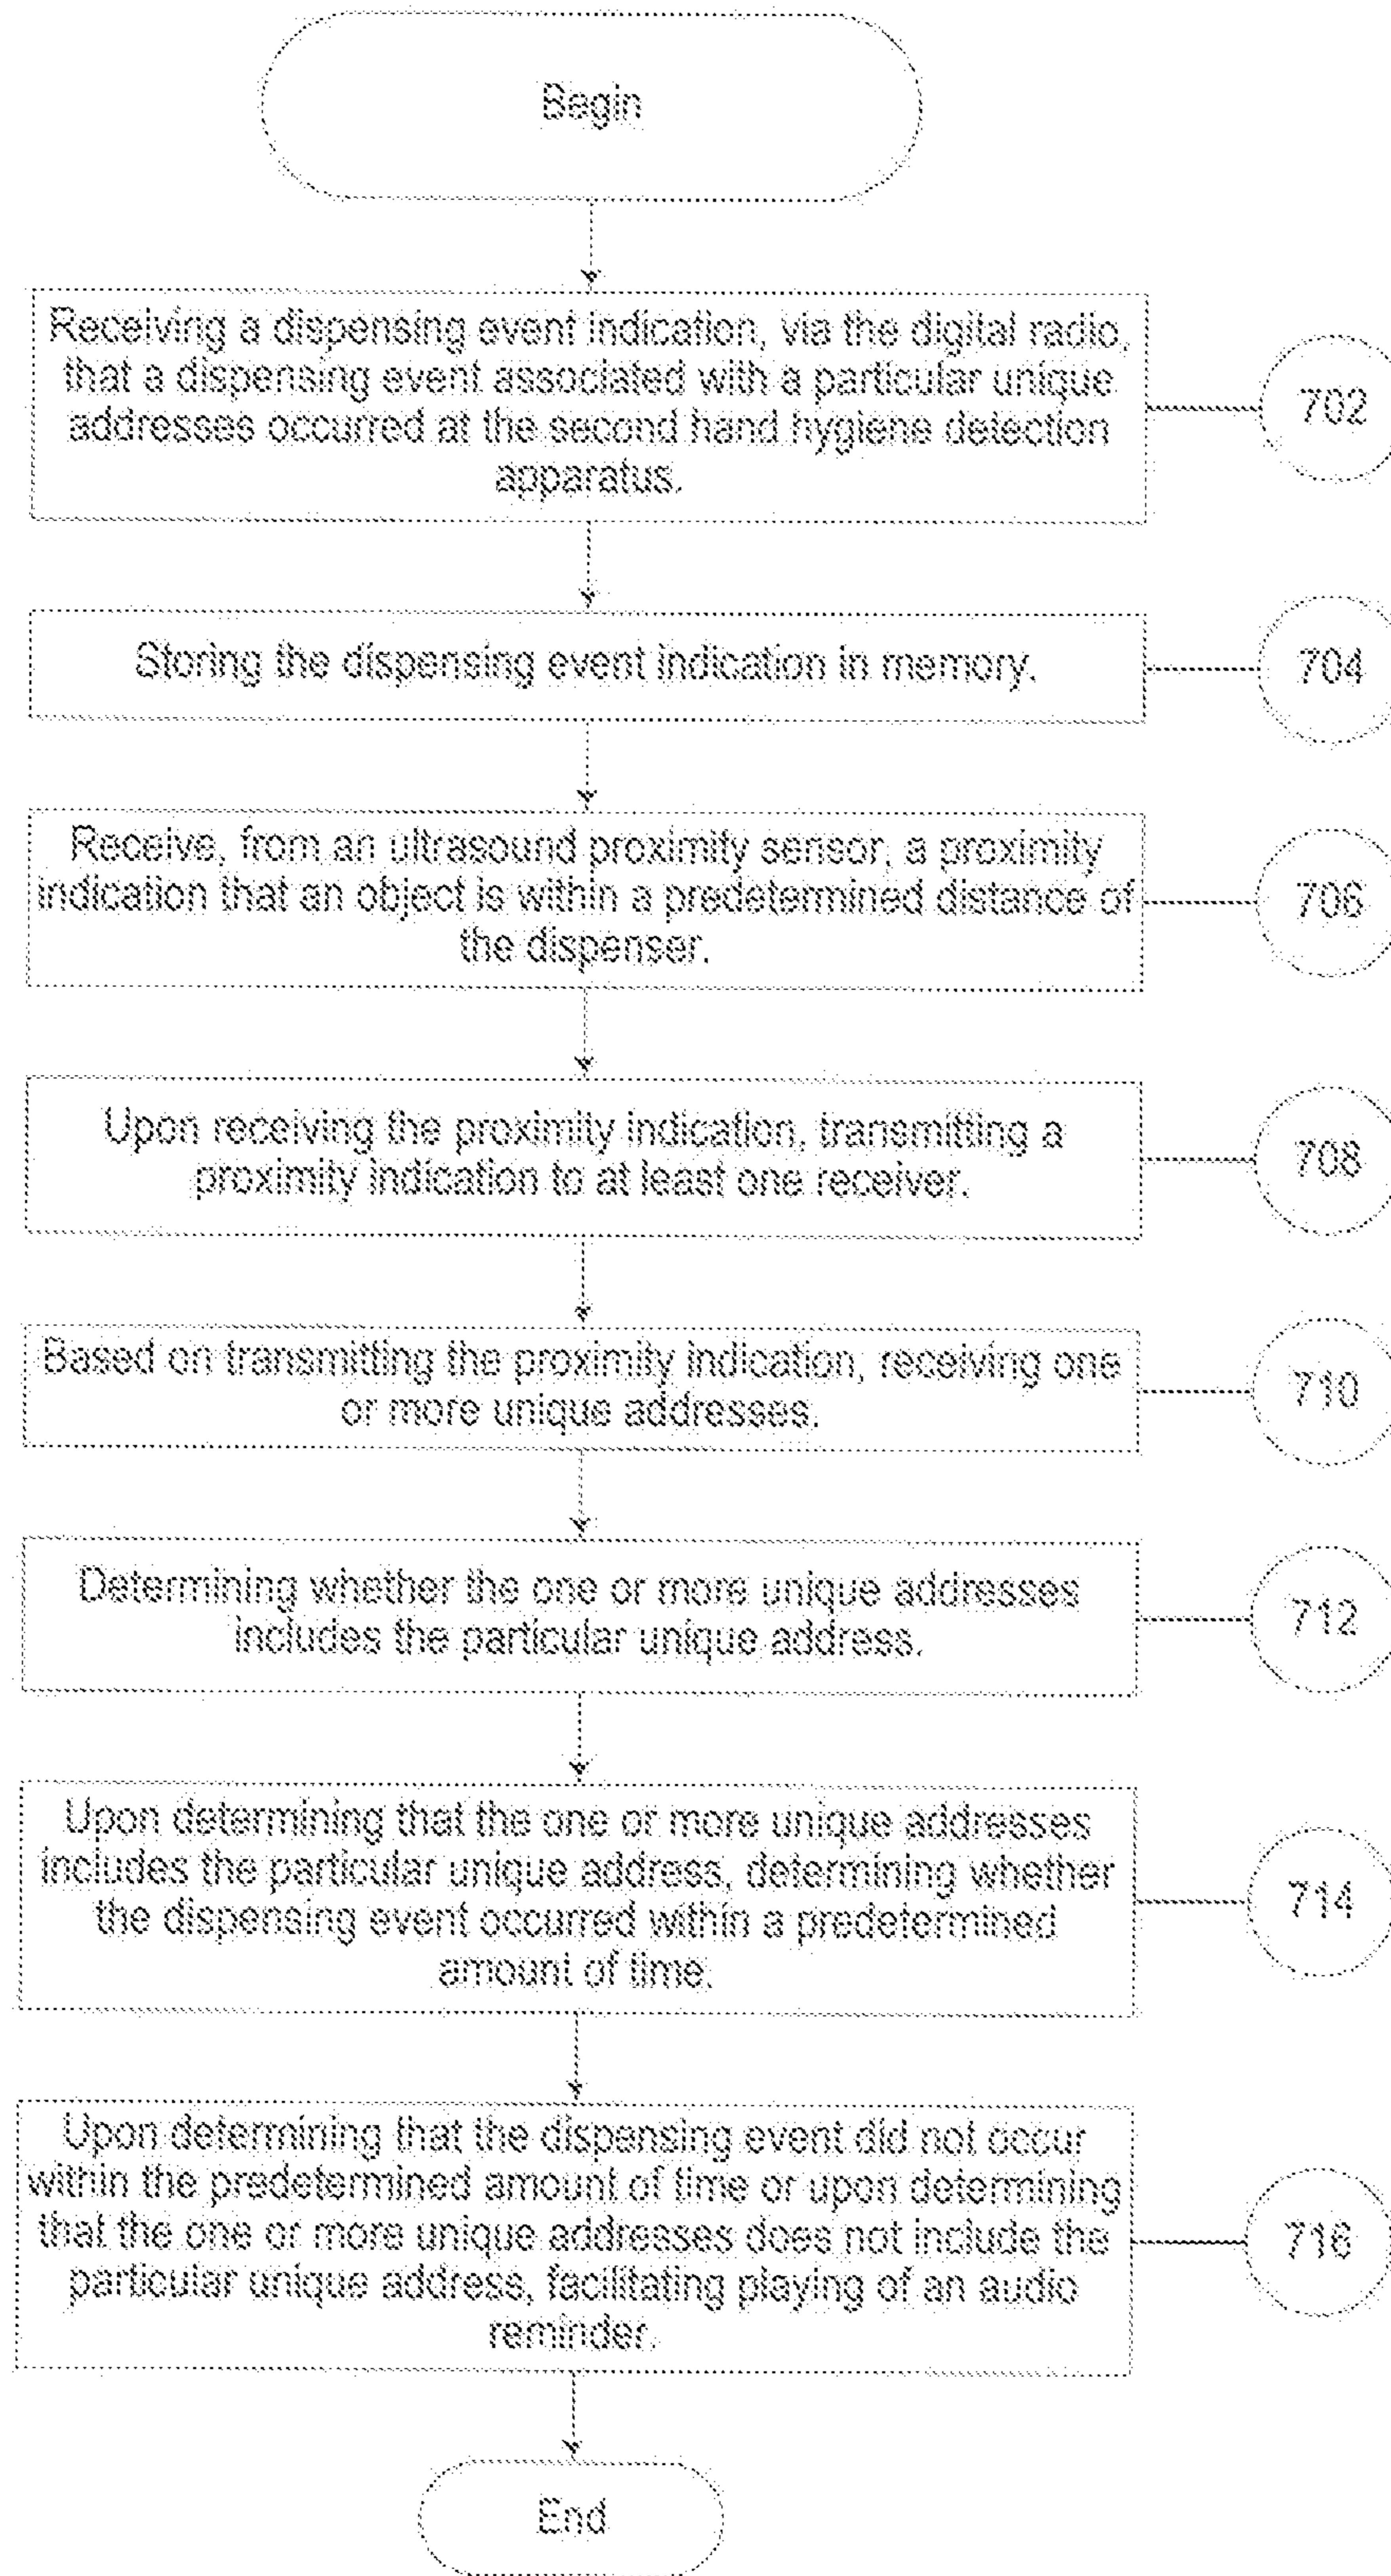 Begin
Receiving a dispensing event indication, via the digital radio,
that a dispensing event associated with a particular unique
addresses occurred at the second hand hygiene detection
apparatus.
702
Storing the dispensing event indication in memory.
704
Receive, from an ultrasound proximity sensor, a proximity
indication that an object is within a predetermined distance of
the dispenser.
706
Upon receiving the proximity indication, transmitting a
proximity indication to at least one receiver.
708
Based on transmitting the proximity indication, receiving one
or more unique addresses.
710
Determining whether the one or more unique addresses
includes the particular unique address.
712
Upon determining that the one or more unique addresses
includes the particular unique address, determining whether
the dispensing event occurred within a predetermined
amount of time.
714
Upon determining that the dispensing event did not occur
within the predetermined amount of time or upon determining
that the one or more unique addresses does not include the
particular unique address, facilitating playing of an audio
reminder.
716
End